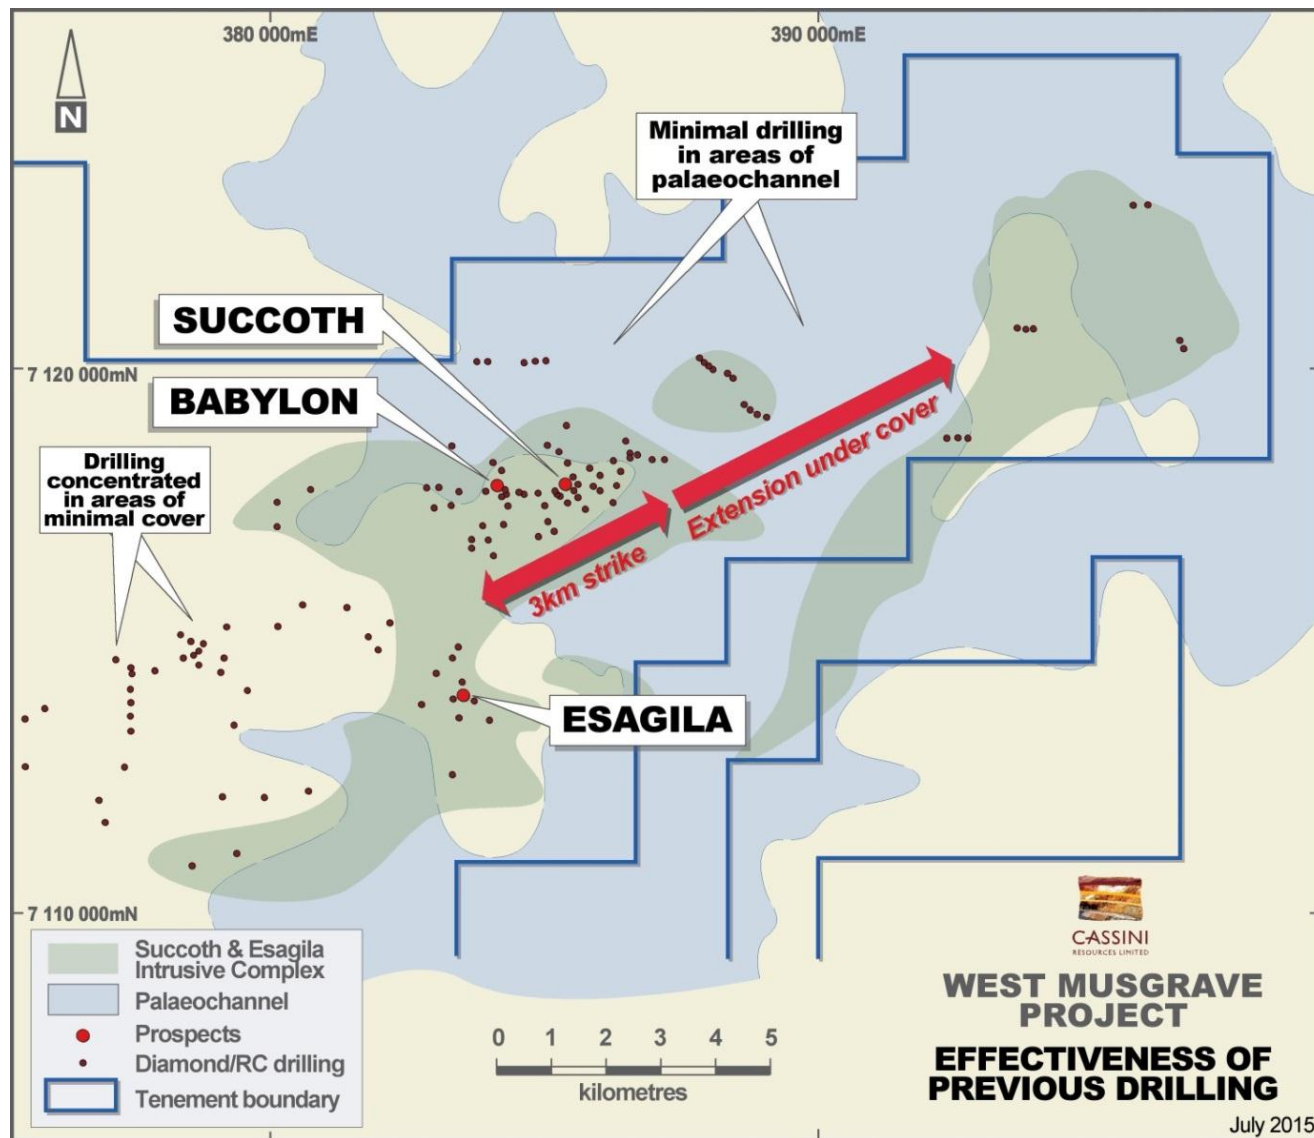 380 000mE
390 000mE
N
Minimal drilling
in areas of
palaeochannel
SUCCOTH
7 120 000mN
BABYLON
Drilling
concentrated
in areas of
minimal cover
Extension under cover
3km strike
ESAGILA
7 110 000mN
Succoth & Esagila
Intrusive Complex
Palaeochannel
Prospects
Diamond/RC drilling
Tenement boundary
0 1 2 3 4 5
kilometres
CASSINI
RESOURCES LIMITED
WEST MUSGRAVE
PROJECT
EFFECTIVENESS OF
PREVIOUS DRILLING
July 2015